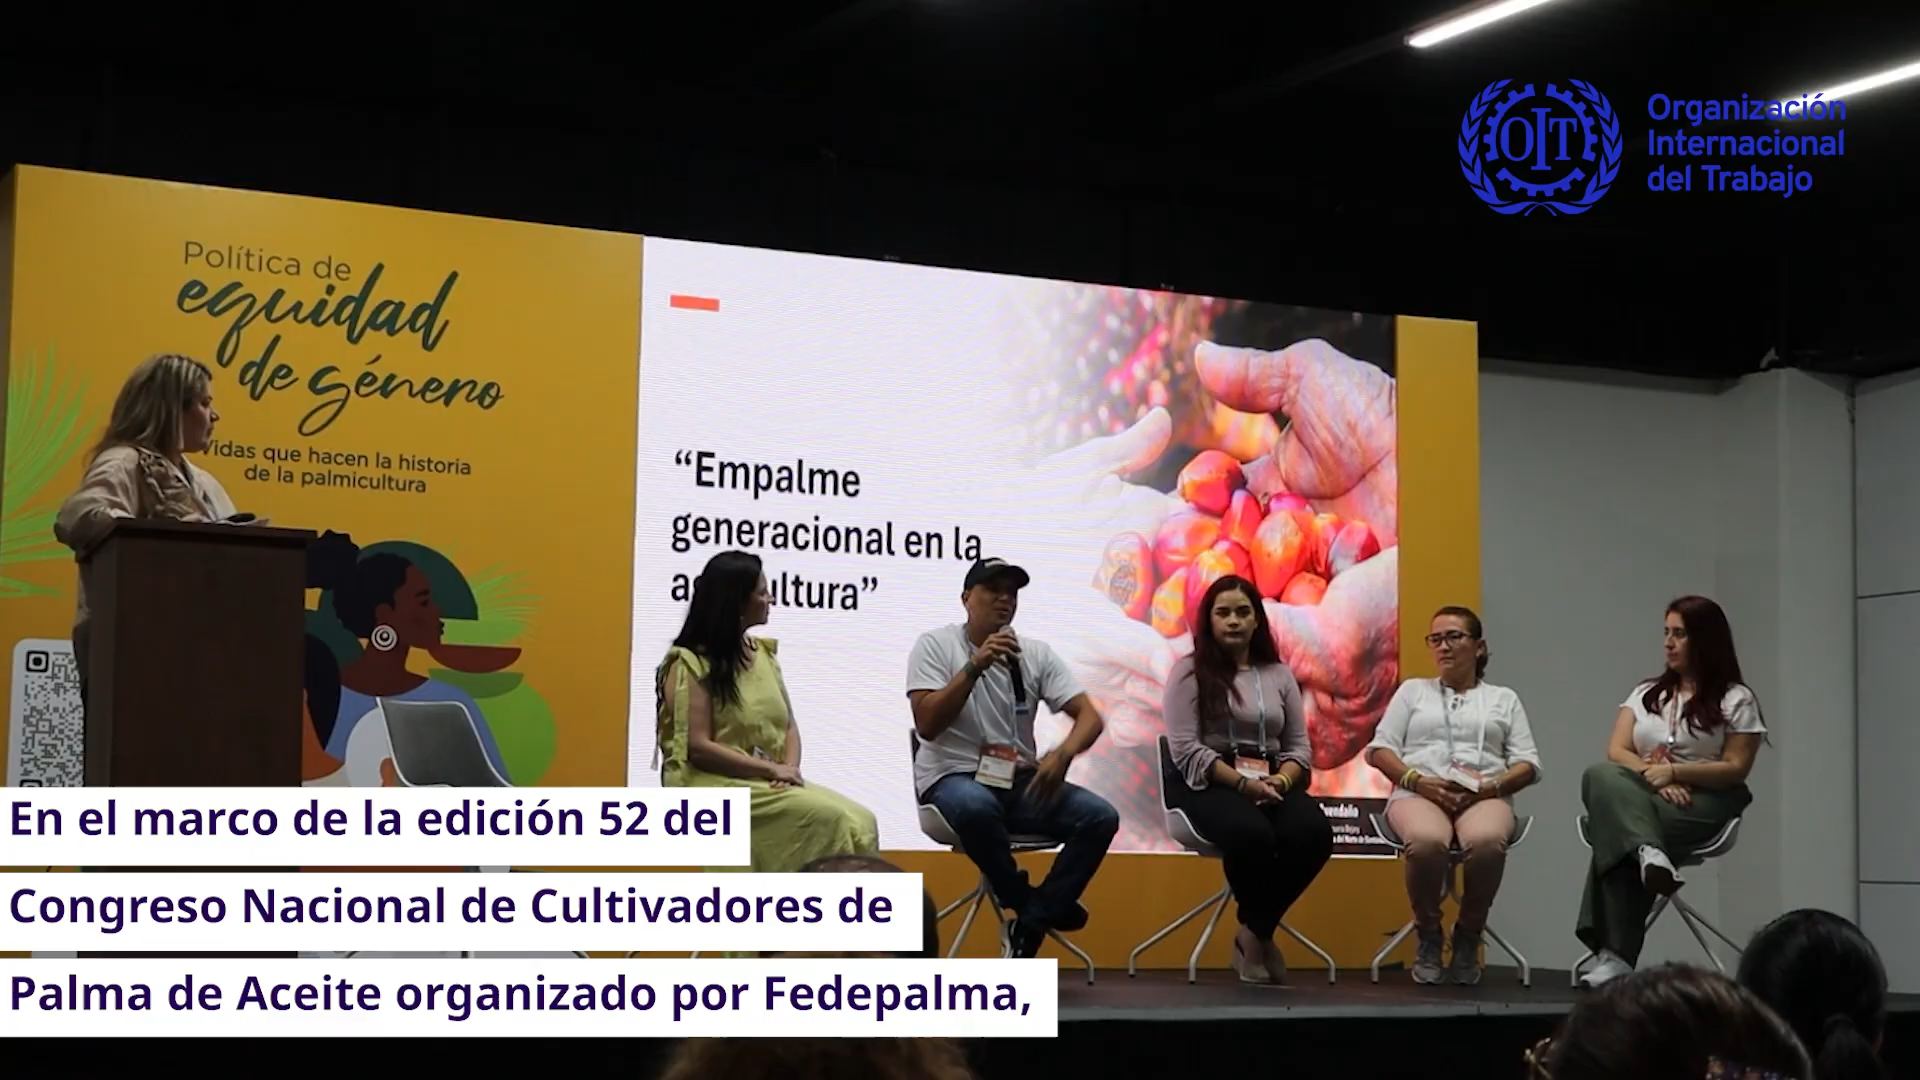 Organización
Internacional
del Trabajo
OIT
Política de
equidad
de género
Vidas que hacen la historia
de la palmicultura
“Empalme
generacional en la
ultura”
En el marco de la edición 52 del
Congreso Nacional de Cultivadores de
Palma de Aceite organizado por Fedepalma,